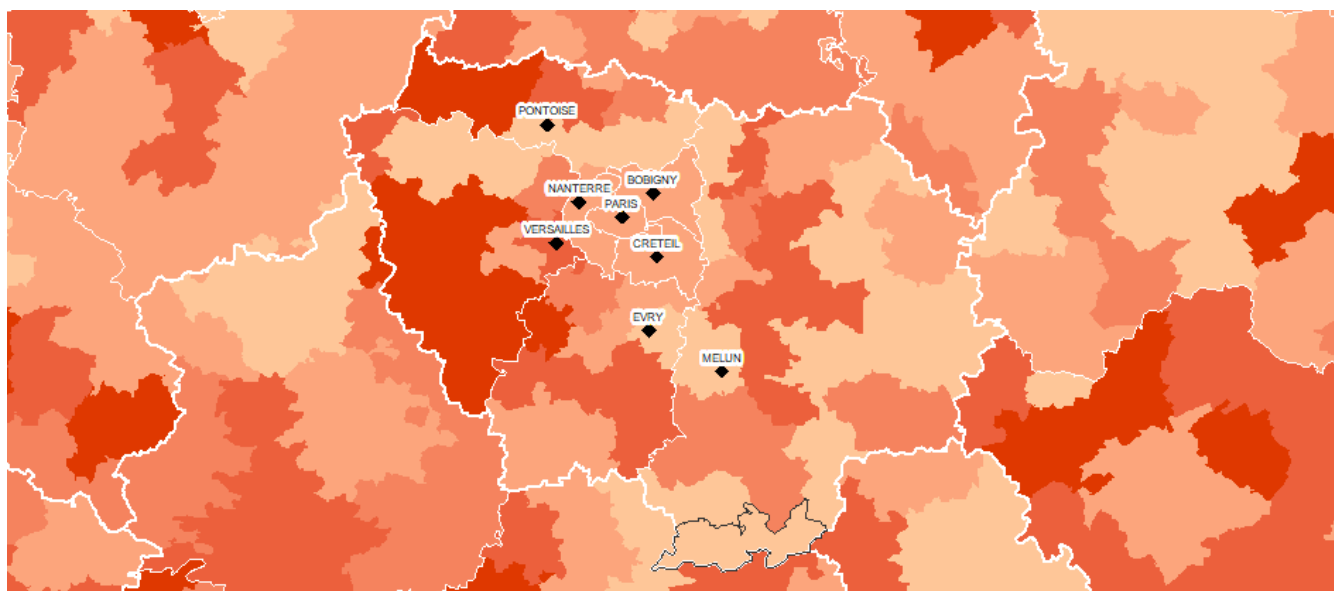 PONTOISE
BOBIGNY
NANTERRE
PARIS
VERSAILLES
CRETEIL
EVRY
MELUN